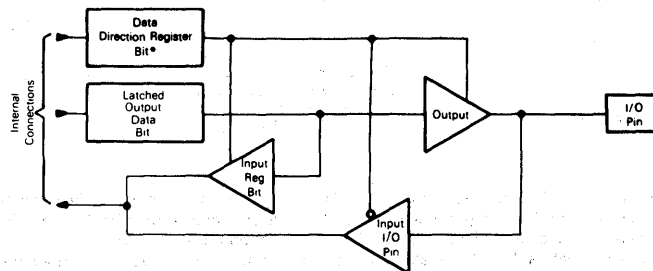 Data
Direction Register
Bit*
Internal
Connections
Latched
Output
Data
Bit
Output
I/O
Pin
Input
Reg
Bit
Input
I/O
Pin